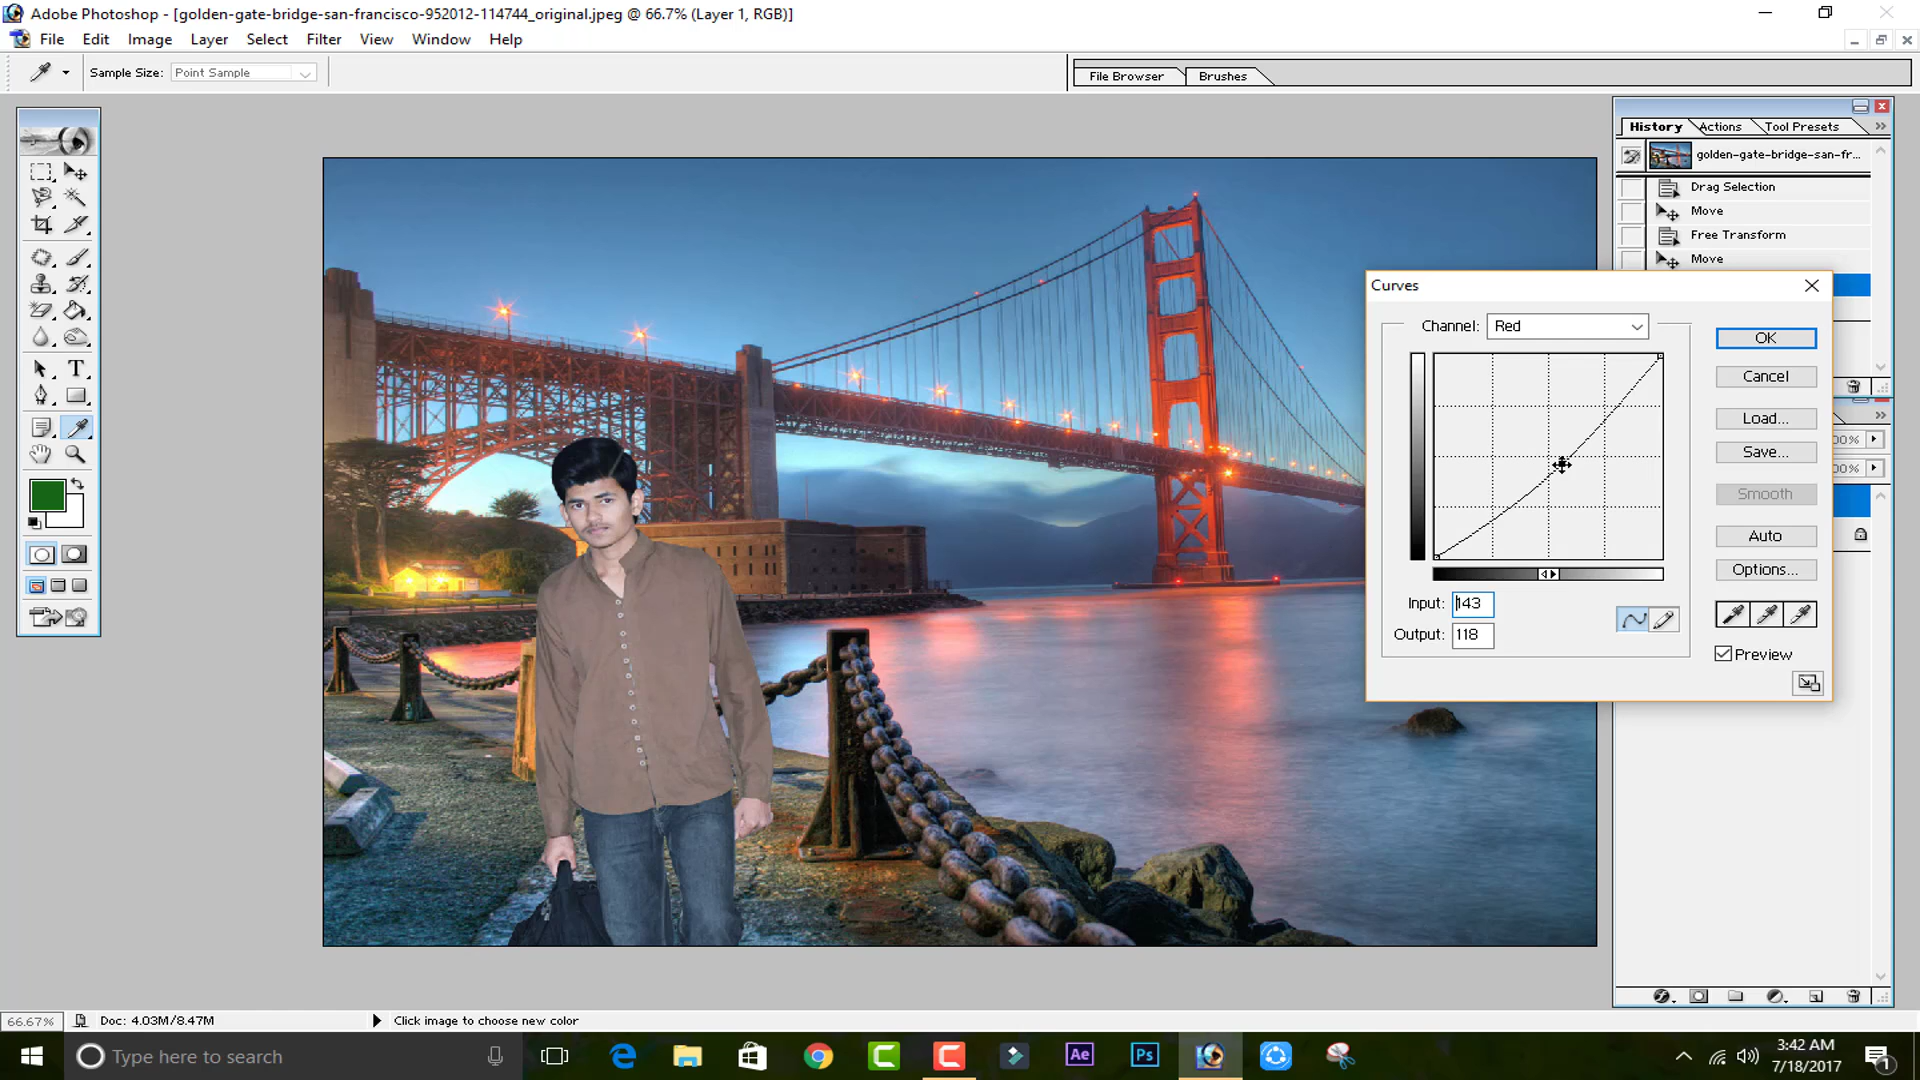 Adobe Photoshop - [golden-gate-bridge-san-francisco-952012-114744_original.jpeg @ 66.7% (Layer 1, RGB)]
File Edit Image Layer Select Filter View Window Help
Sample Size: Point Sample
File Browser Brushes
History Actions Tool Presets
golden-gate-bridge-san-fr...
Drag Selection
Move
Free Transform
Move
Curves
Channel: Red
OK
Cancel
Load...
Save...
Smooth
Auto
Options...
Input: 143
Output: 118
Preview
00%
00%
T
66.67% Doc: 4.03M/8.47M Click image to choose new color
Type here to search
Ae
Ps
3:42 AM
7/18/2017
1